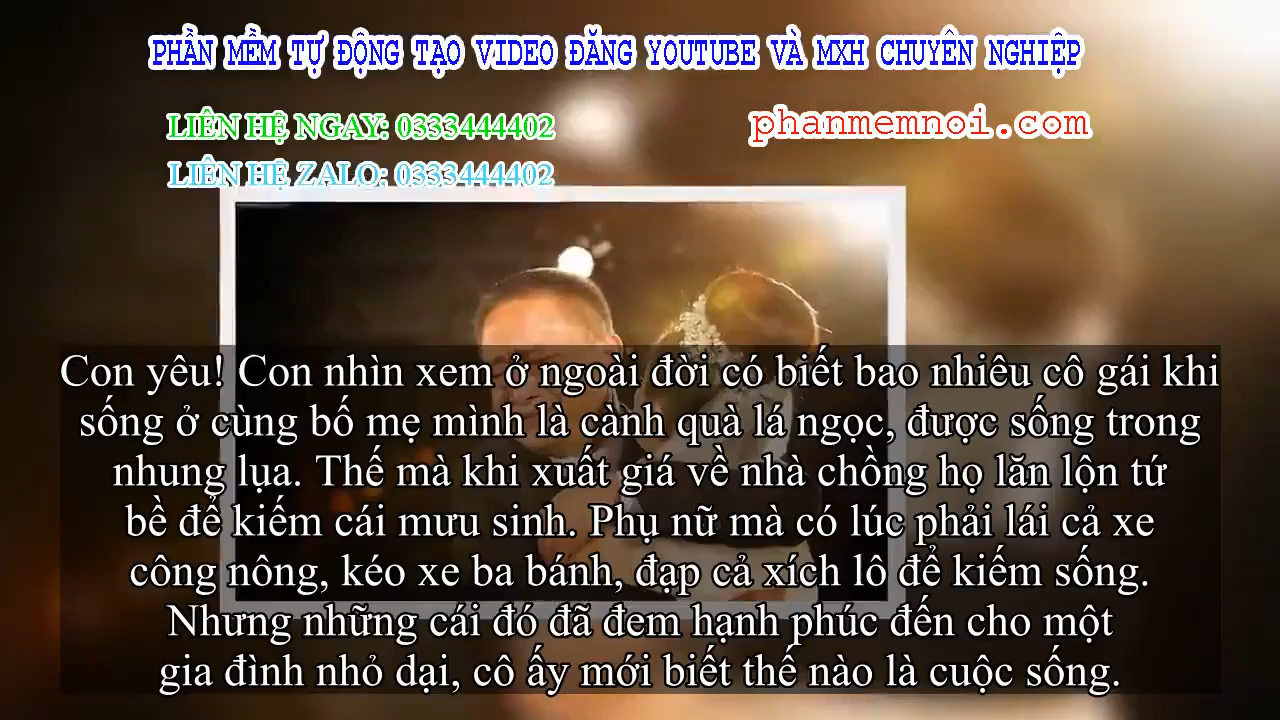 PHẦN MỀM TỰ ĐỘNG TẠO VIDEO ĐĂNG YOUTUBE VÀ MXH CHUYÊN NGHIỆP
LIÊN HỆ NGAY: 0333444402
phanmemnoi.com
LIÊN HỆ ZALO: 0333444402
Con yêu! Con nhìn xem ở ngoài đời có biết bao nhiêu cô gái khi
sống ở cùng bố mẹ mình là cành quà lá ngọc, được sống trong
nhung lụa. Thế mà khi xuất giá về nhà chồng họ lăn lộn tứ
bề để kiếm cái mưu sinh. Phụ nữ mà có lúc phải lái cả xe
công nông, kéo xe ba bánh, đạp cả xích lô để kiếm sống.
Nhưng những cái đó đã đem hạnh phúc đến cho một
gia đình nhỏ dại, cô ấy mới biết thế nào là cuộc sống.